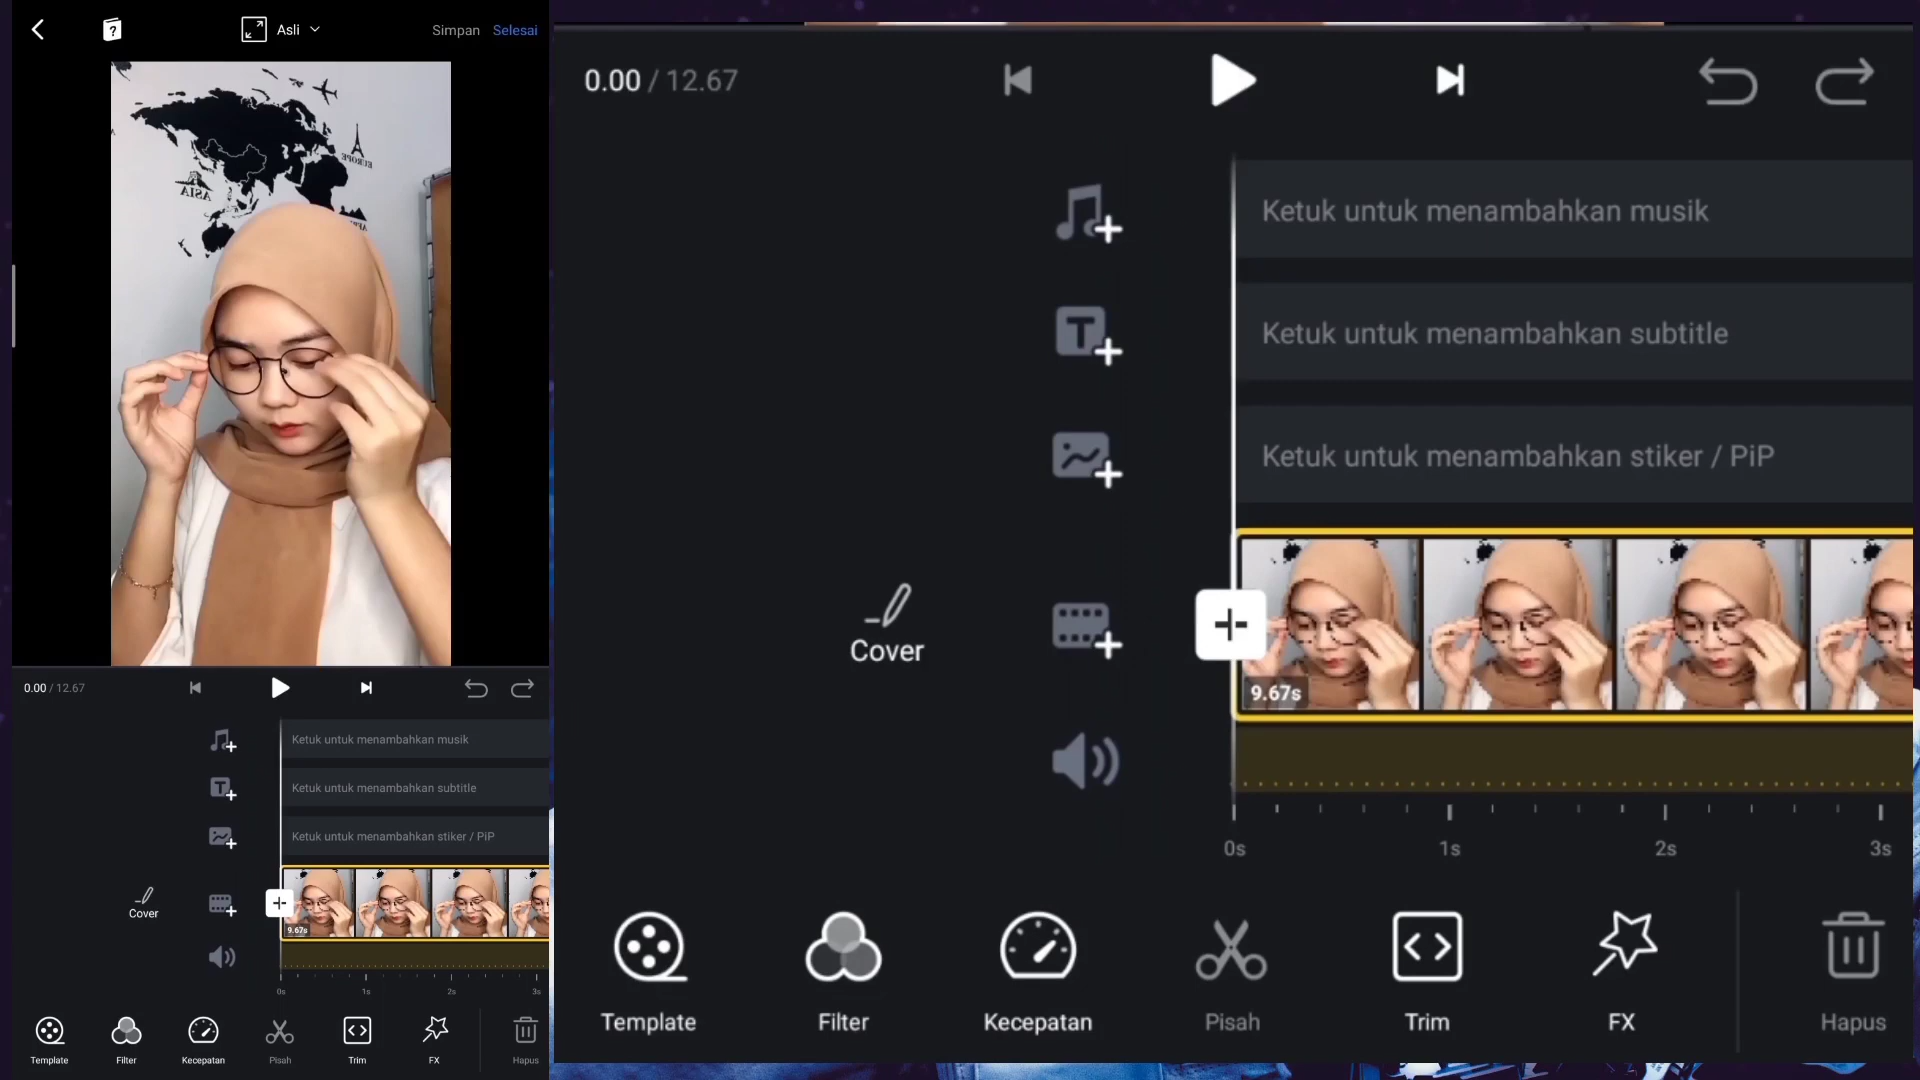 ?
Asli
Simpan
Selesai
EUROPE
ASIA
0.00 / 12.67
Ketuk untuk menambahkan musik
T
Ketuk untuk menambahkan subtitle
Ketuk untuk menambahkan stiker / PiP
Cover
9.67s
0s
1s
2s
3s
Template
Filter
Kecepatan
Pisah
Trim
FX
Hapus
0.00 / 12.67
Ketuk untuk menambahkan musik
T
Ketuk untuk menambahkan subtitle
Ketuk untuk menambahkan stiker / PiP
Cover
9.67s
0s
1s
2s
3s
Template
Filter
Kecepatan
Pisah
Trim
FX
Hapus